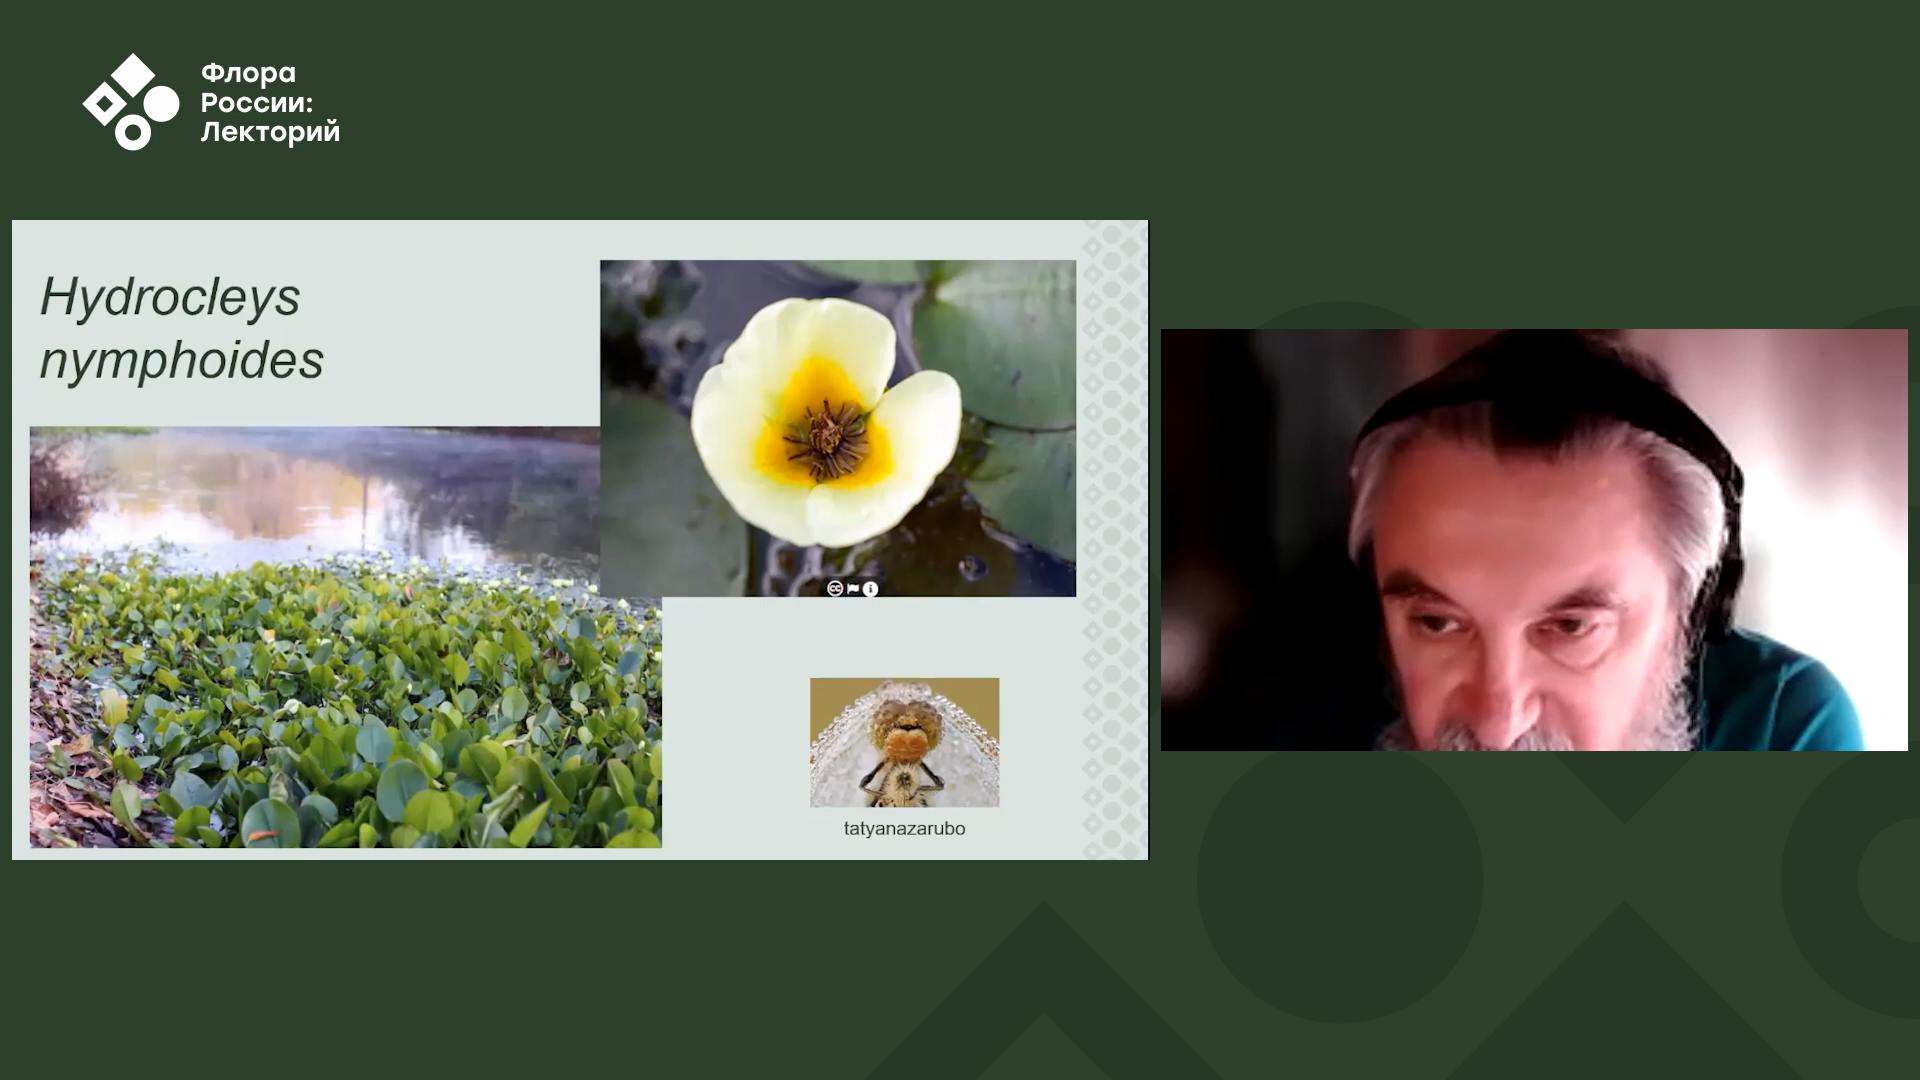 Флора
России:
Лекторий
Hydrocleys
nymphoides
tatyanazarubo